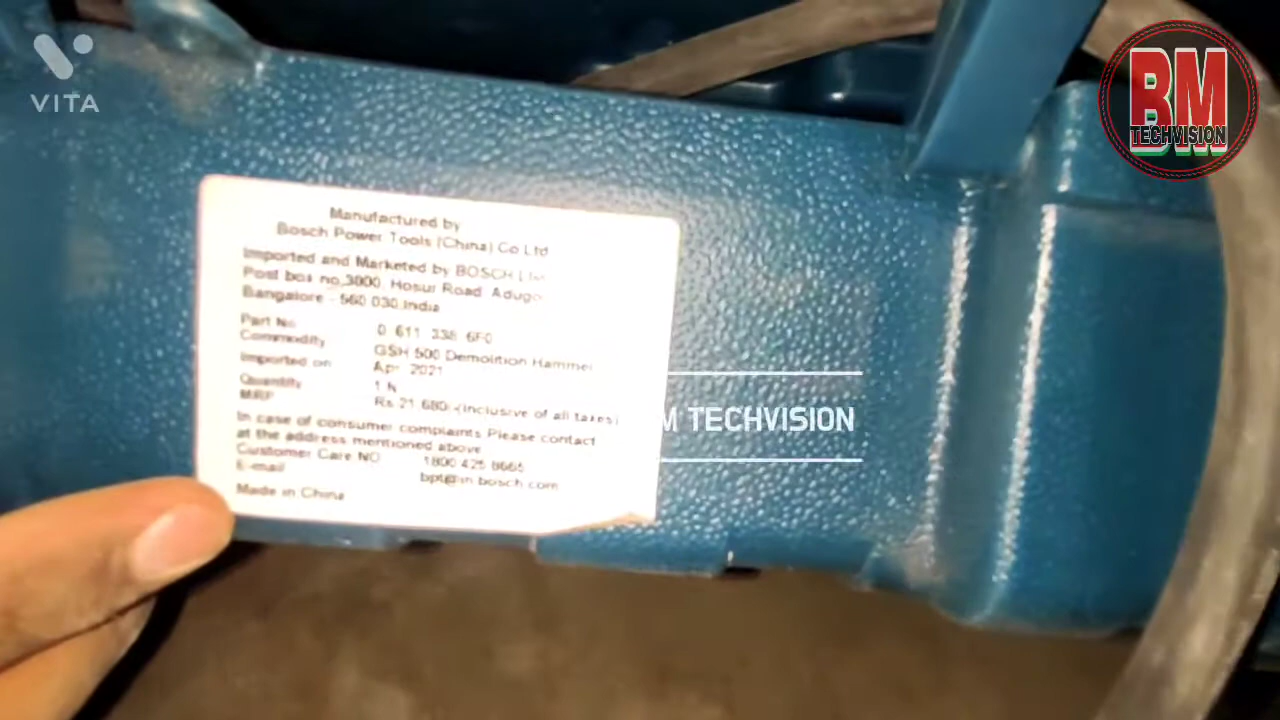 VITA
BM
TECHVISION
Manufactured by
Bosch Power Tools (China) Co Ltd
Imported and Marketed by BOSCH
Post box no.3000, Hosur Road, Adugo
Bangalore - 560 030.India
Part No 0 611 338 6F0
Commodity GSH 500 Demolition Hammer
Imported on Apr. 2021
Quantity 1 N
MRP Rs.21,680/-(Inclusive of all taxes)
In case of consumer complaints Please contact
at the address mentioned above
Customer Care NO 1800 425 8665
E-mail bpt@in.bosch.com
Made in China
M TECHVISION